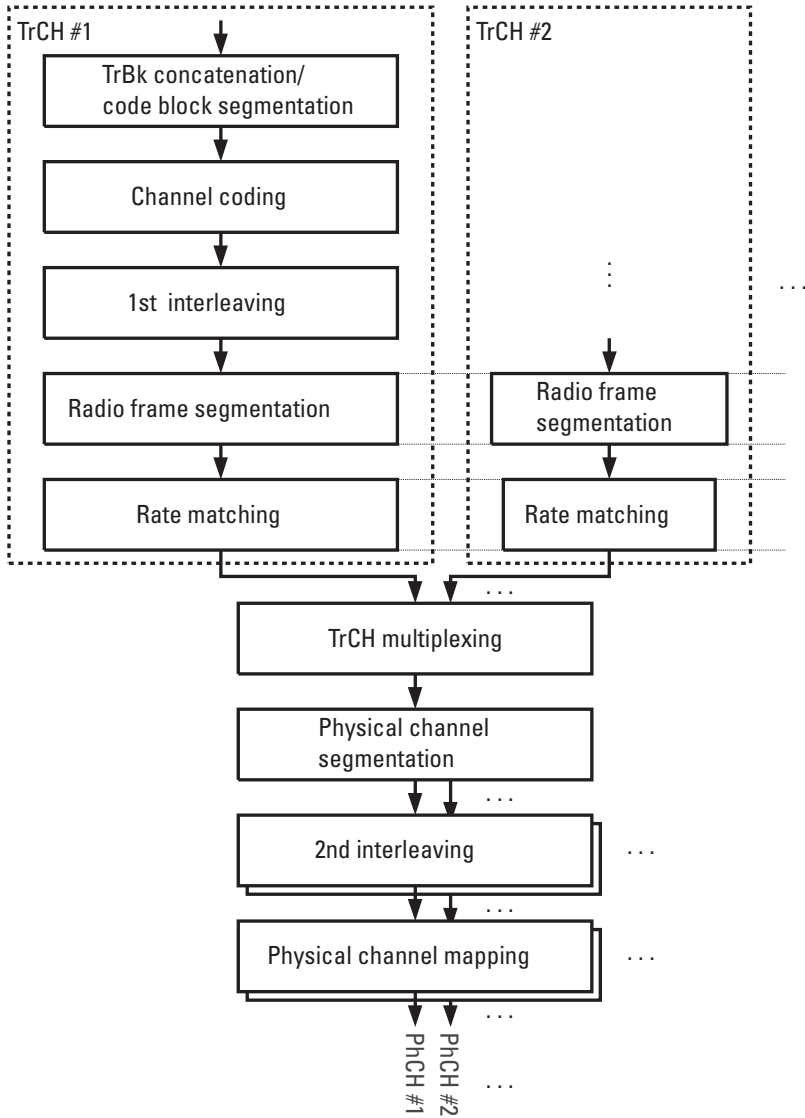 TrCH #1
TrBk concatenation/
code block segmentation
Channel coding
1st interleaving
Radio frame segmentation
Rate matching
TrCH #2
. . .
Radio frame
segmentation
Rate matching
. . .
. . .
TrCH multiplexing
Physical channel
segmentation
. . .
2nd interleaving
. . .
. . .
Physical channel mapping
. . .
. . .
PhCH #1
PhCH #2
. . .